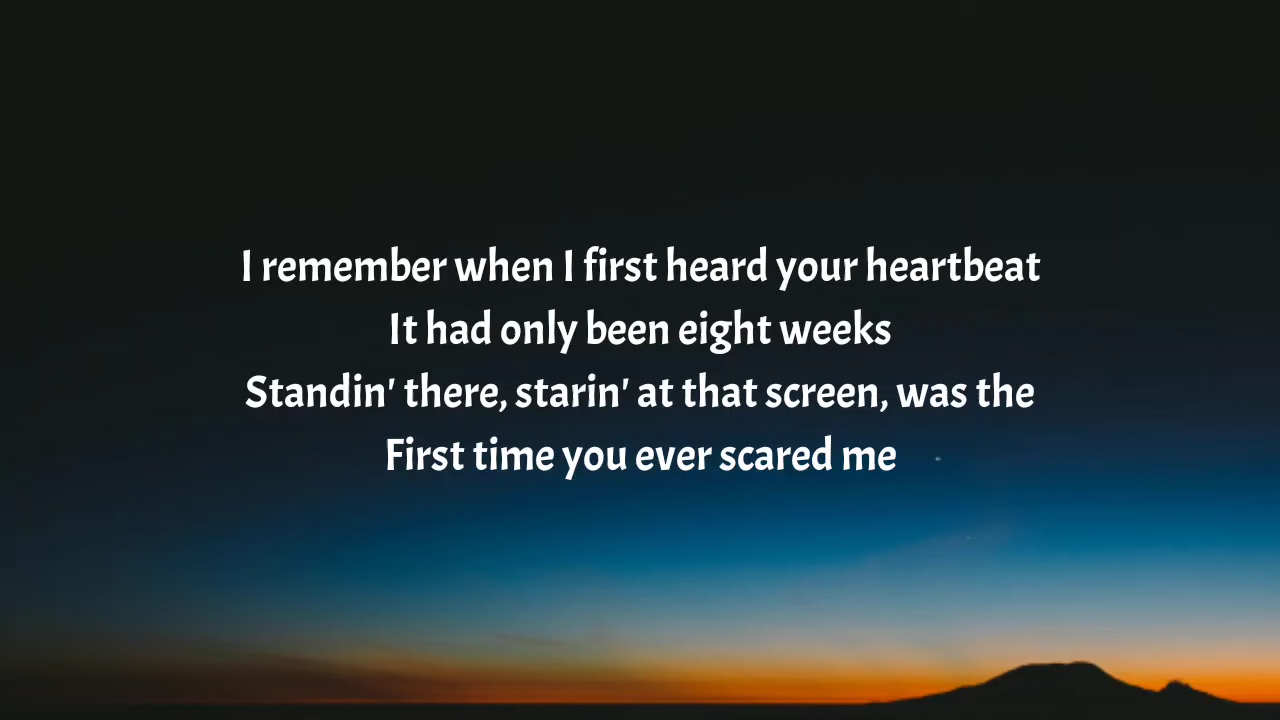 I remember when I first heard your heartbeat
It had only been eight weeks
Standin' there, starin' at that screen, was the
First time you ever scared me